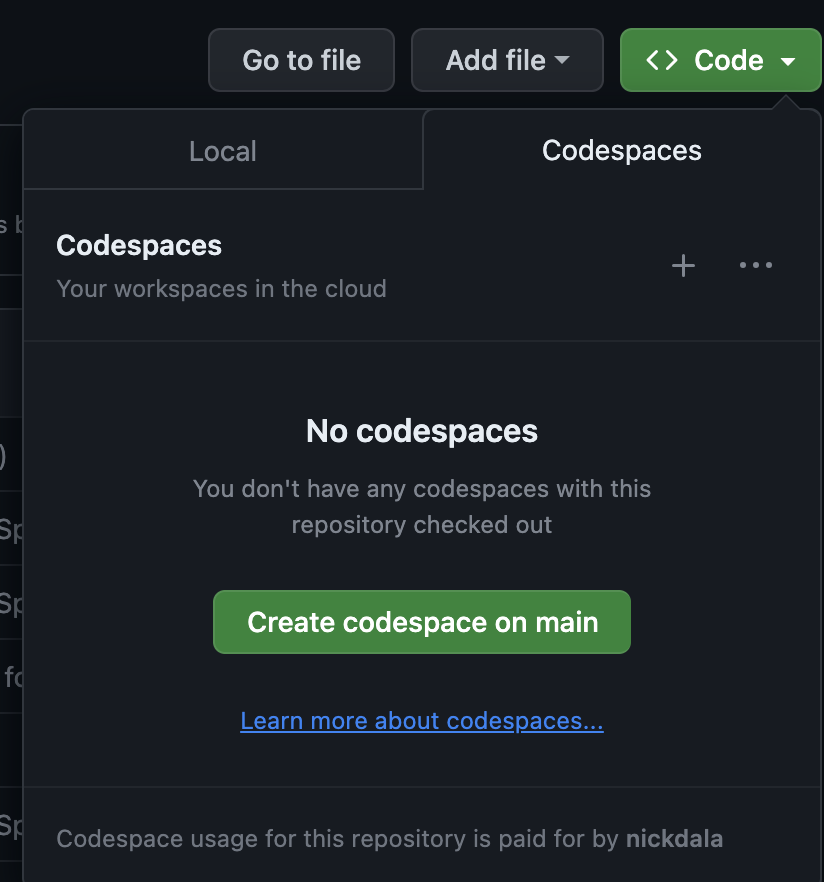 Go to file
Add file
<> Code
Local
Codespaces
Codespaces
Your workspaces in the cloud
No codespaces
You don't have any codespaces with this
repository checked out
Create codespace on main
Learn more about codespaces...
Codespace usage for this repository is paid for by nickdala